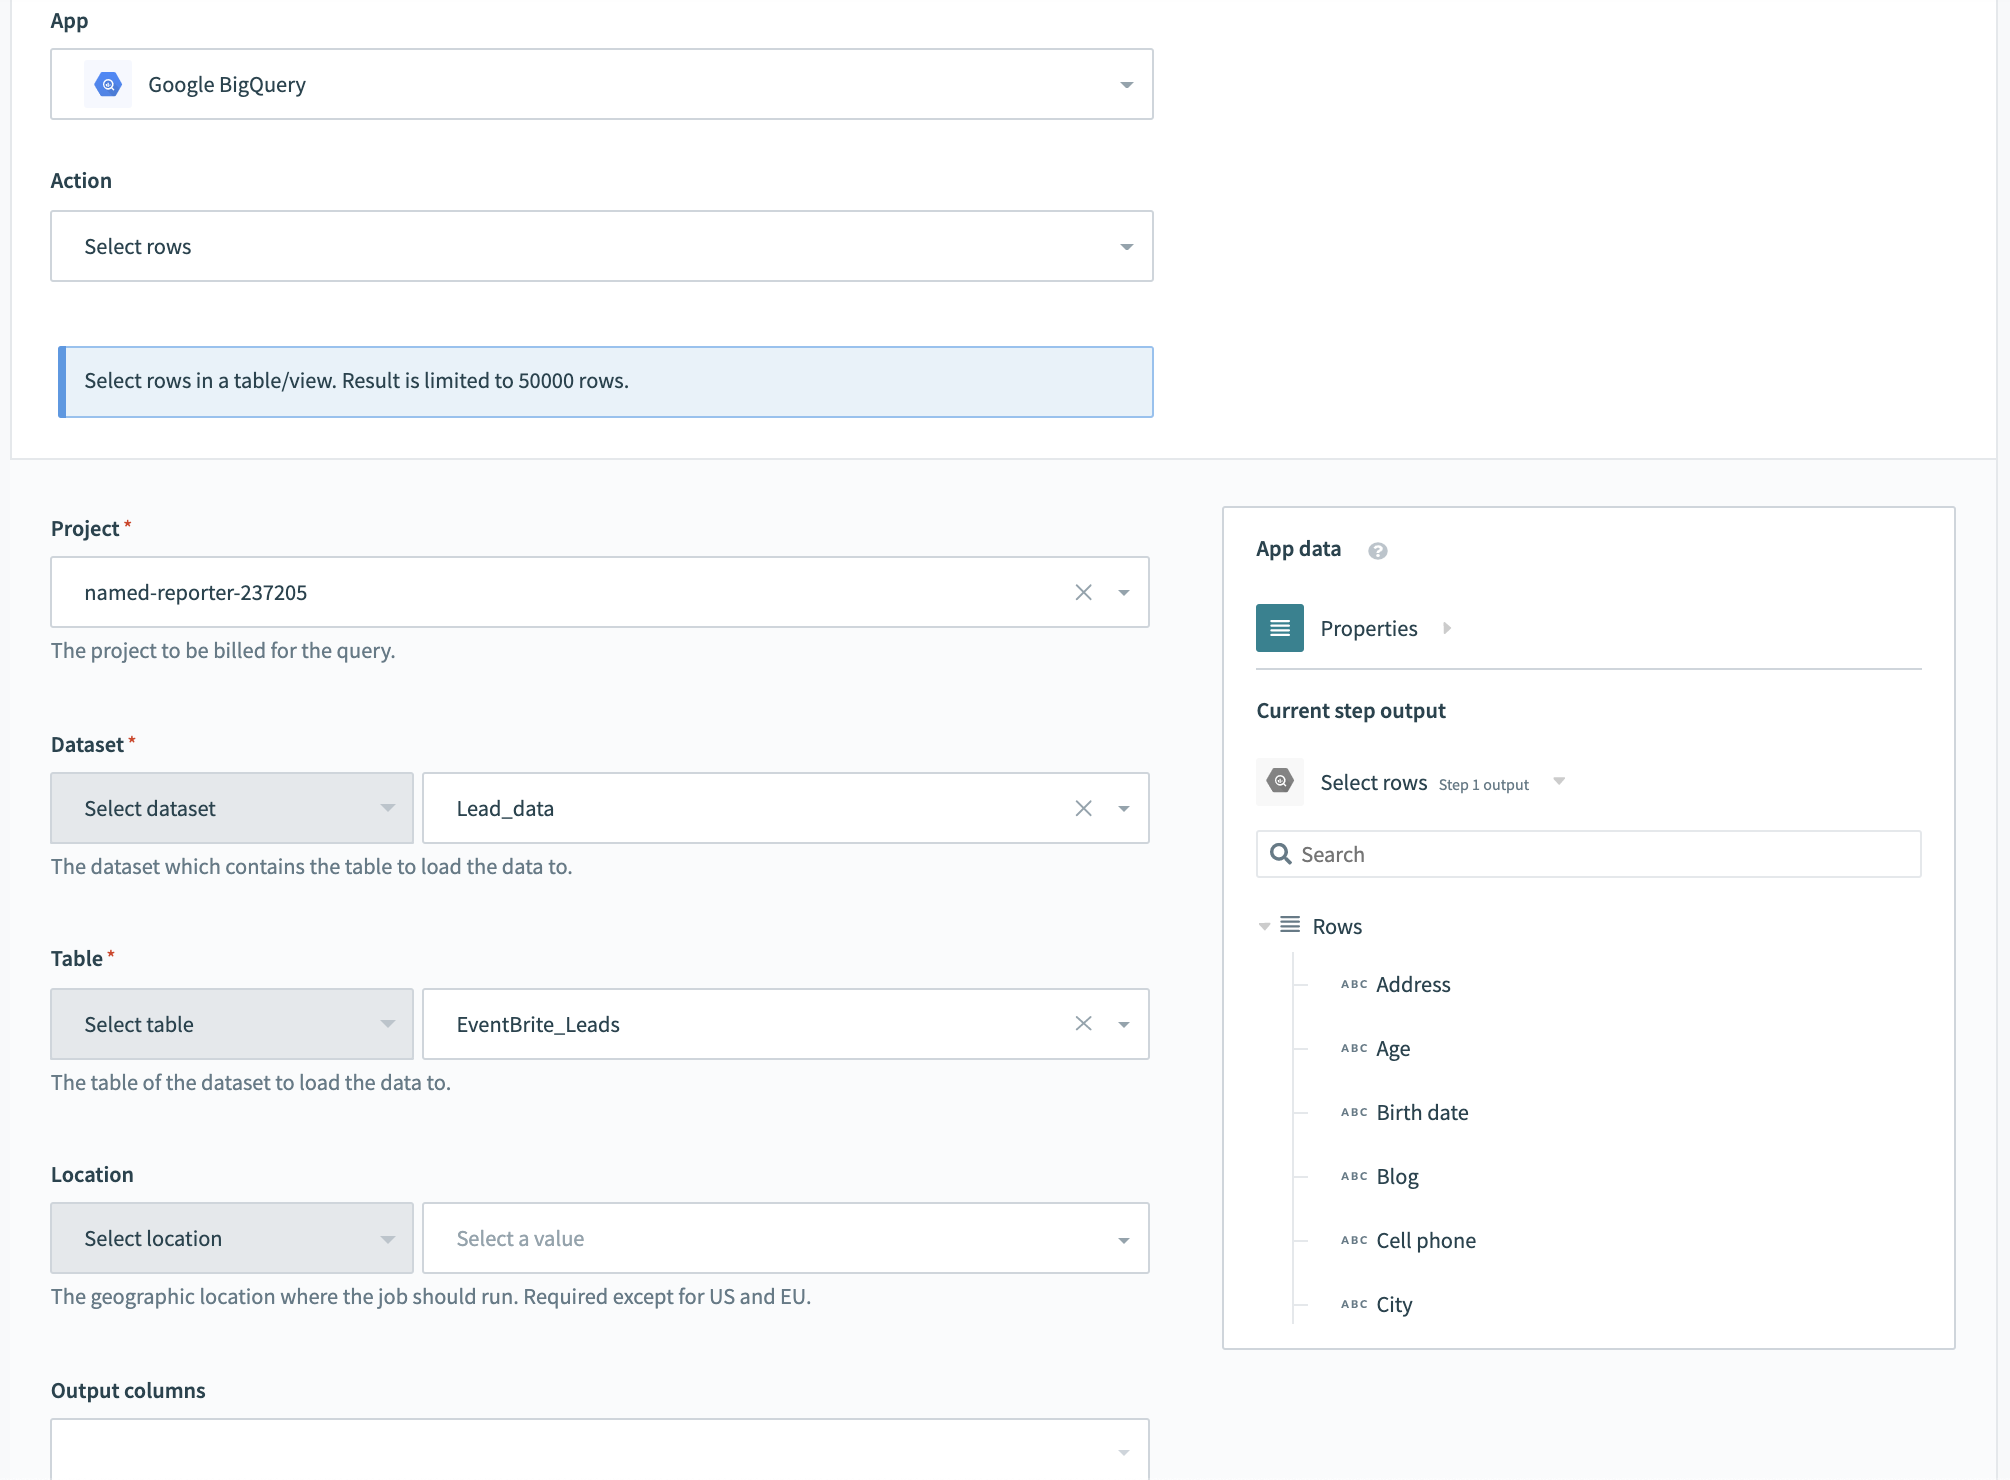 App
Google BigQuery
Action
Select rows
Select rows in a table/view. Result is limited to 50000 rows.
Project *
named-reporter-237205
The project to be billed for the query.
Dataset *
Select dataset
Lead_data
The dataset which contains the table to load the data to.
Table *
Select table
EventBrite_Leads
The table of the dataset to load the data to.
Location
Select location
Select a value
The geographic location where the job should run. Required except for US and EU.
Output columns
App data ?
Properties
Current step output
Select rows Step 1 output
Search
Rows
ABC Address
ABC Age
ABC Birth date
ABC Blog
ABC Cell phone
ABC City